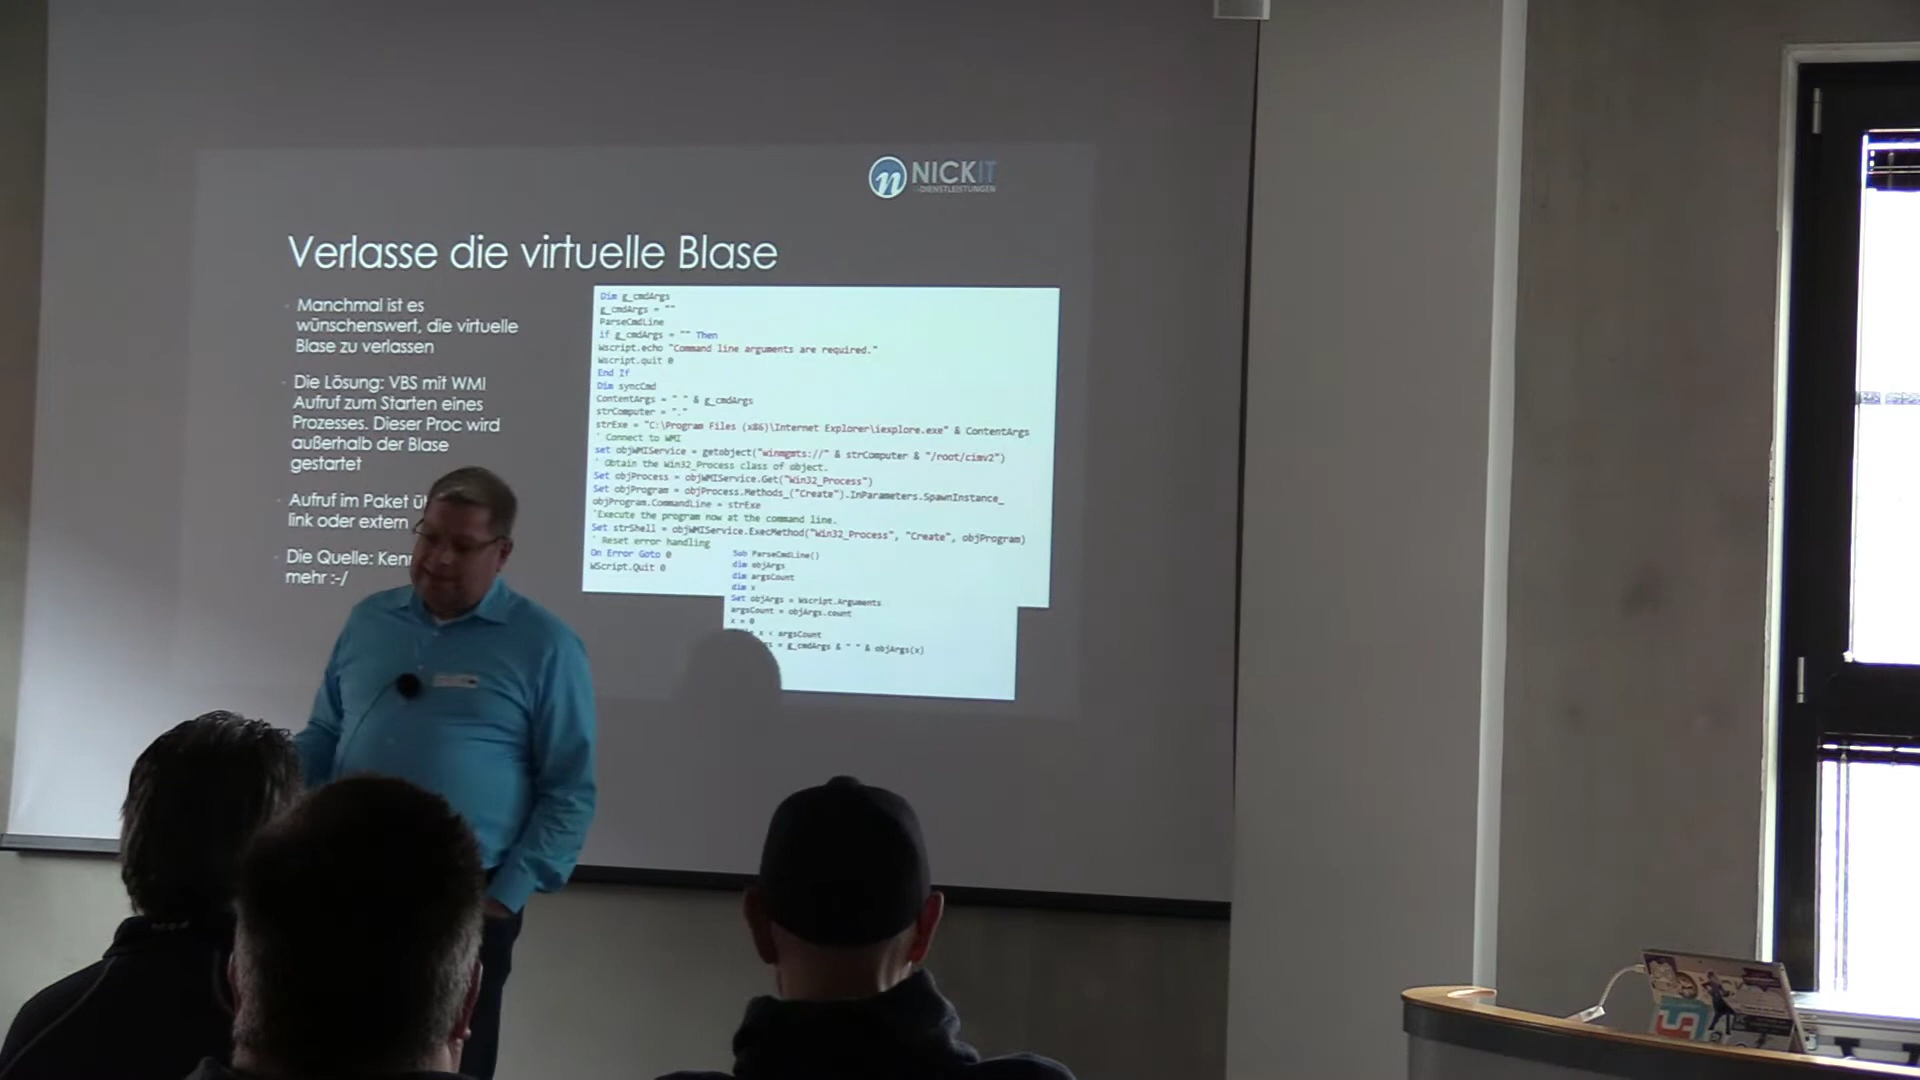 NICKIT
IT-DIENSTLEISTUNGEN
Verlasse die virtuelle Blase
Manchmal ist es
wünschenswert, die virtuelle
Blase zu verlassen
Die Lösung: VBS mit WMI
Aufruf zum Starten eines
Prozesses. Dieser Proc wird
außerhalb der Blase
gestartet
Aufruf im Paket
link oder extern
Die Quelle:
mehr :-/
Dim g_cmdArgs
g_cmdArgs = ""
ParseCmdLine
if g_cmdArgs = "" Then
Wscript.echo "Command line arguments are required."
Wscript.quit 0
End If
Dim syncCmd
ContentArgs = " " & g_cmdArgs
strComputer = "."
strExe = "C:\Program Files (x86)\Internet Explorer\iexplore.exe" & ContentArgs
' Connect to WMI
set objWMIService = getobject("winmgmts://" & strComputer & "/root/cimv2")
' Obtain the Win32_Process class of object.
Set objProcess = objWMIService.Get("Win32_Process")
Set objProgram = objProcess.Methods_("Create").InParameters.SpawnInstance_
objProgram.CommandLine = strExe
'Execute the program now at the command line.
Set strShell = objWMIService.ExecMethod("Win32_Process", "Create", objProgram)
' Reset error handling
On Error Goto 0
WScript.Quit 0
Sub ParseCmdLine()
dim objArgs
dim argsCount
dim x
Set objArgs = Wscript.Arguments
argsCount = objArgs.count
x = 0
x < argsCount
= g_cmdArgs & " " & objArgs(x)